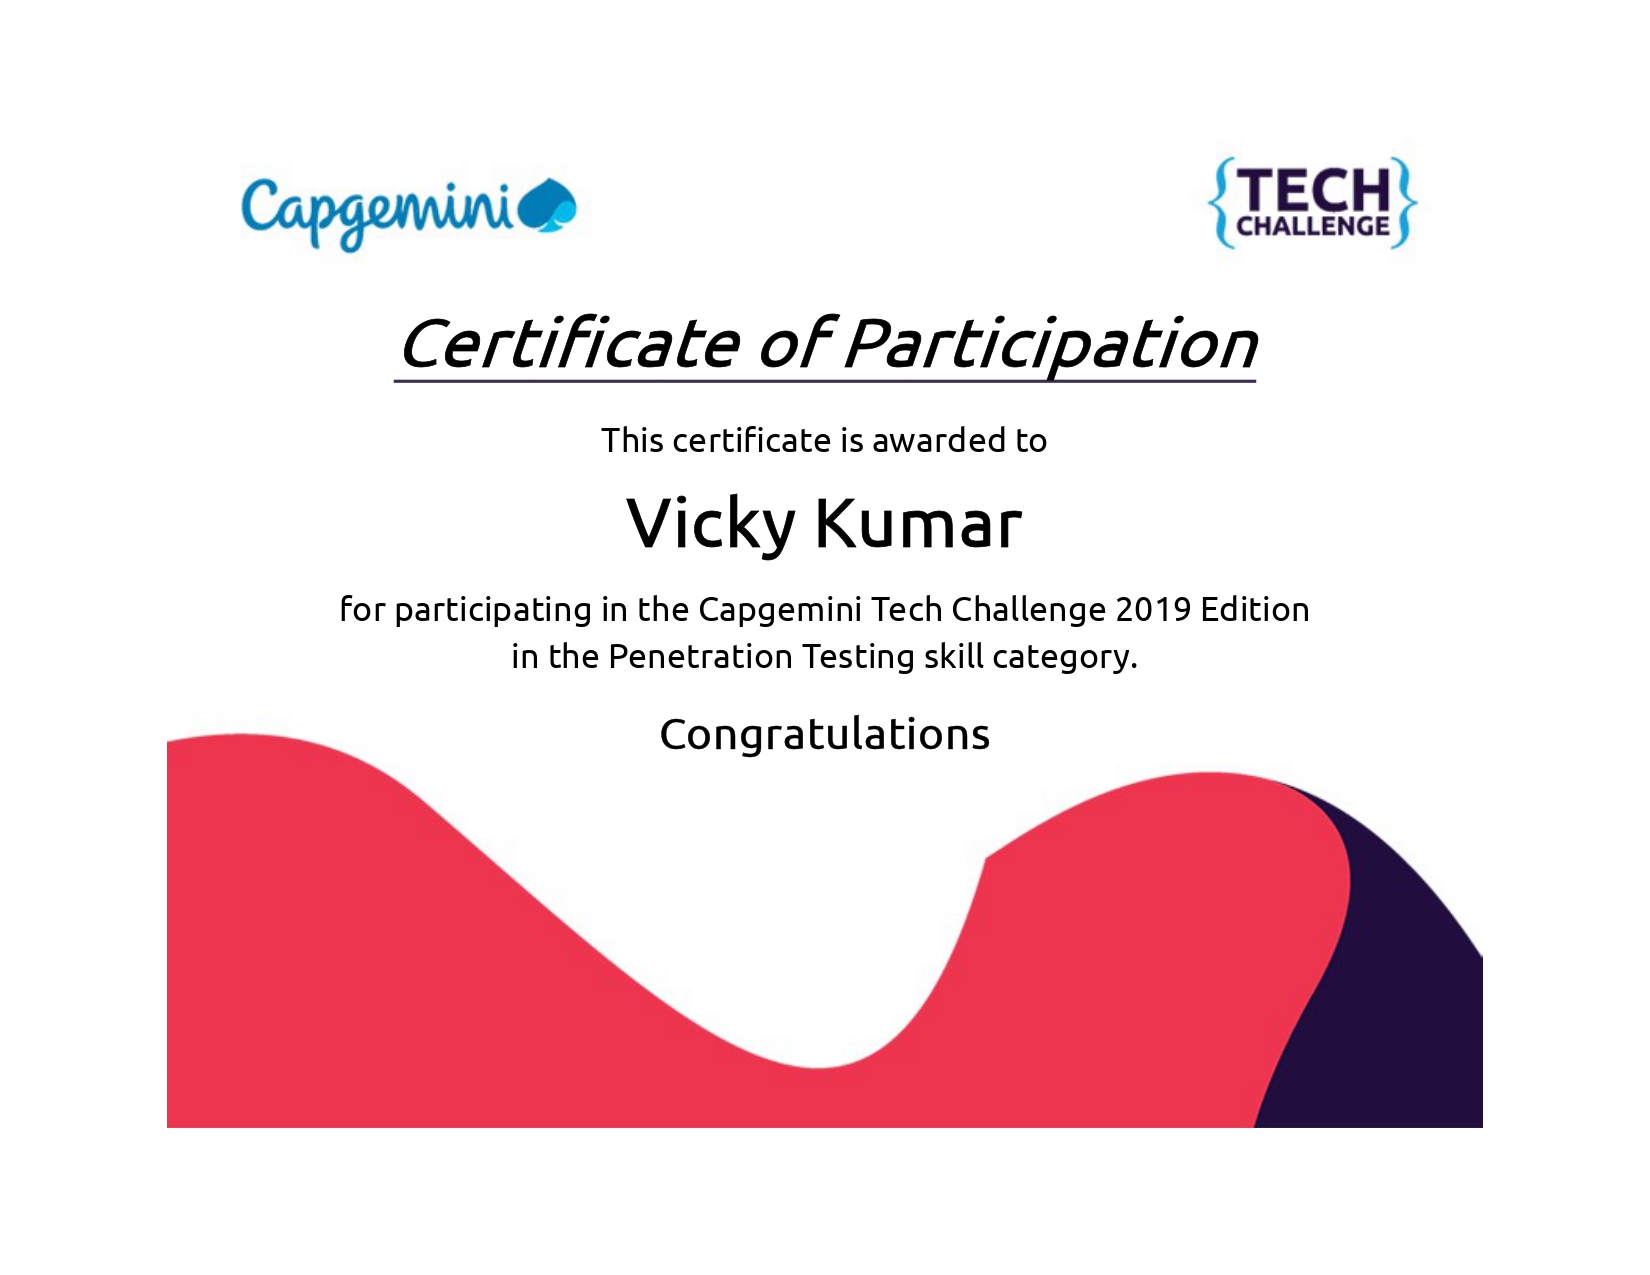 Capgemini
{TECH
CHALLENGE}
Certificate of Participation
This certificate is awarded to
Vicky Kumar
for participating in the Capgemini Tech Challenge 2019 Edition
in the Penetration Testing skill category.
Congratulations